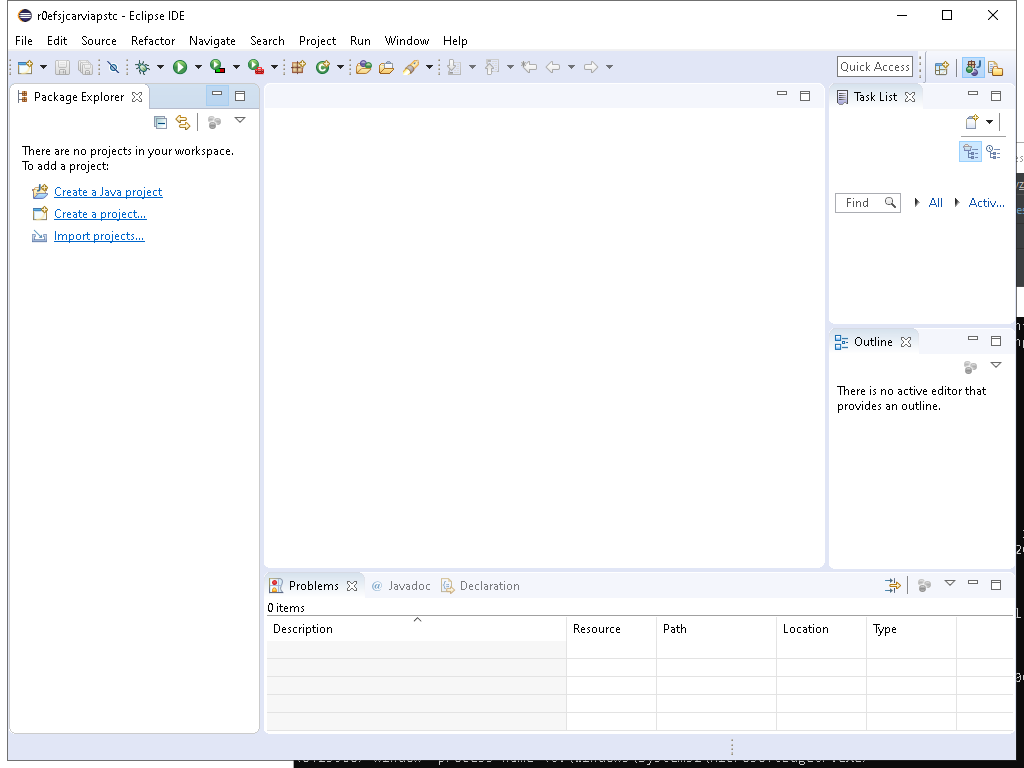 r0efsjcarviapstc - Eclipse IDE
File Edit Source Refactor Navigate Search Project Run Window Help
Quick Access
Package Explorer
Task List
There are no projects in your workspace.
To add a project:
Create a Java project
Create a project...
Import projects...
Find
All
Activ...
Outline
There is no active editor that
provides an outline.
Problems
@ Javadoc
Declaration
0 items
Description Resource Path Location Type